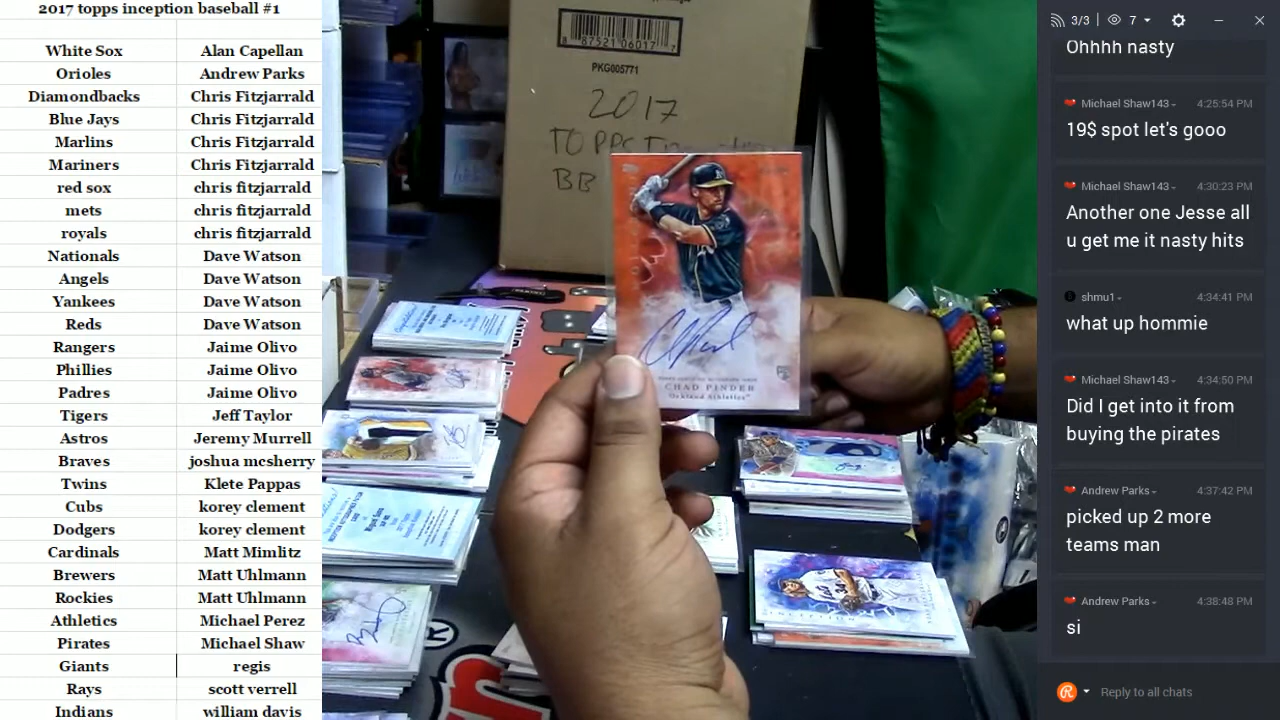 2017 topps inception baseball #1
White Sox Alan Capellan
Orioles Andrew Parks
Diamondbacks Chris Fitzjarrald
Blue Jays Chris Fitzjarrald
Marlins Chris Fitzjarrald
Mariners Chris Fitzjarrald
red sox chris fitzjarrald
mets chris fitzjarrald
royals chris fitzjarrald
Nationals Dave Watson
Angels Dave Watson
Yankees Dave Watson
Reds Dave Watson
Rangers Jaime Olivo
Phillies Jaime Olivo
Padres Jaime Olivo
Tigers Jeff Taylor
Astros Jeremy Murrell
Braves joshua mcsherry
Twins Klete Pappas
Cubs korey clement
Dodgers korey clement
Cardinals Matt Mimlitz
Brewers Matt Uhlmann
Rockies Matt Uhlmann
Athletics Michael Perez
Pirates Michael Shaw
Giants regis
Rays scott verrell
Indians william davis
8 87521 06017 7
PKG005771
2017
TOPPS
BB
CHAD PINDER
Oakland Athletics™
INCEPTION
3/3 7
Ohhhh nasty
Michael Shaw143 4:25:54 PM
19$ spot let's gooo
Michael Shaw143 4:30:23 PM
Another one Jesse all
u get me it nasty hits
shmu1 4:34:41 PM
what up hommie
Michael Shaw143 4:34:50 PM
Did I get into it from
buying the pirates
Andrew Parks 4:37:42 PM
picked up 2 more
teams man
Andrew Parks 4:38:48 PM
si
Reply to all chats